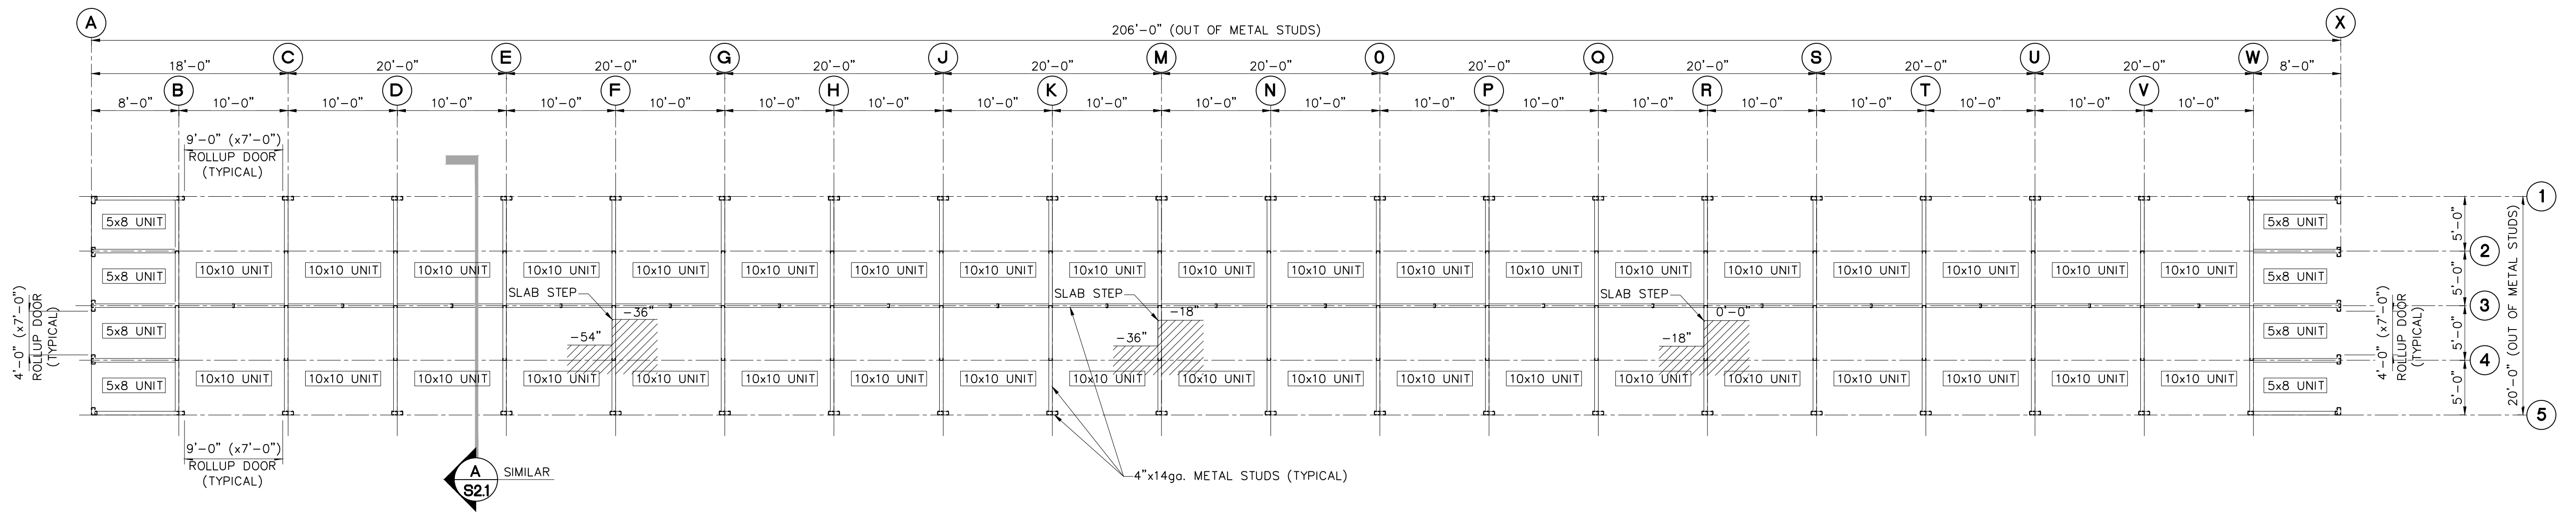 A X
206'-0" (OUT OF METAL STUDS)
C E G J M 0 Q S U W
18'-0" 20'-0" 20'-0" 20'-0" 20'-0" 20'-0" 20'-0" 20'-0" 20'-0" 20'-0" 8'-0"
B D F H K N P R T V
8'-0" 10'-0" 10'-0" 10'-0" 10'-0" 10'-0" 10'-0" 10'-0" 10'-0" 10'-0" 10'-0" 10'-0" 10'-0" 10'-0" 10'-0" 10'-0" 10'-0" 10'-0" 10'-0" 10'-0"
9'-0" (x7'-0")
ROLLUP DOOR
(TYPICAL)
1
5x8 UNIT 5x8 UNIT
5'-0"
2
10x10 UNIT 10x10 UNIT 10x10 UNIT 10x10 UNIT 10x10 UNIT 10x10 UNIT 10x10 UNIT 10x10 UNIT 10x10 UNIT 10x10 UNIT 10x10 UNIT 10x10 UNIT 10x10 UNIT 10x10 UNIT 10x10 UNIT 10x10 UNIT 10x10 UNIT 10x10 UNIT 10x10 UNIT
5x8 UNIT 5x8 UNIT
5'-0"
SLAB STEP SLAB STEP SLAB STEP
3
-36" -18" 0'-0"
5x8 UNIT 5x8 UNIT
-54" -36" -18"
5'-0"
4'-0" (x7'-0")
ROLLUP DOOR
(TYPICAL)
4'-0" (x7'-0")
ROLLUP DOOR
(TYPICAL)
20'-0" (OUT OF METAL STUDS)
4
10x10 UNIT 10x10 UNIT 10x10 UNIT 10x10 UNIT 10x10 UNIT 10x10 UNIT 10x10 UNIT 10x10 UNIT 10x10 UNIT 10x10 UNIT 10x10 UNIT 10x10 UNIT 10x10 UNIT 10x10 UNIT 10x10 UNIT 10x10 UNIT 10x10 UNIT 10x10 UNIT 10x10 UNIT
5x8 UNIT 5x8 UNIT
5'-0"
5
9'-0" (x7'-0")
ROLLUP DOOR
(TYPICAL)
A
S2.1
SIMILAR
4"x14ga. METAL STUDS (TYPICAL)